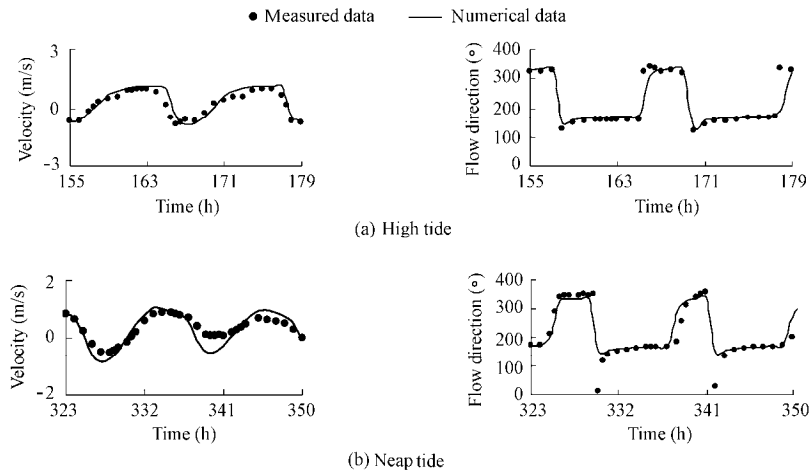 Measured data
Numerical data
Velocity (m/s)
3
0
−3
155
163
171
179
Time (h)
Flow direction (°)
400
300
200
100
0
155
163
171
179
Time (h)
(a) High tide
Velocity (m/s)
2
0
−2
323
332
341
350
Time (h)
Flow direction (°)
400
300
200
100
0
323
332
341
350
Time (h)
(b) Neap tide